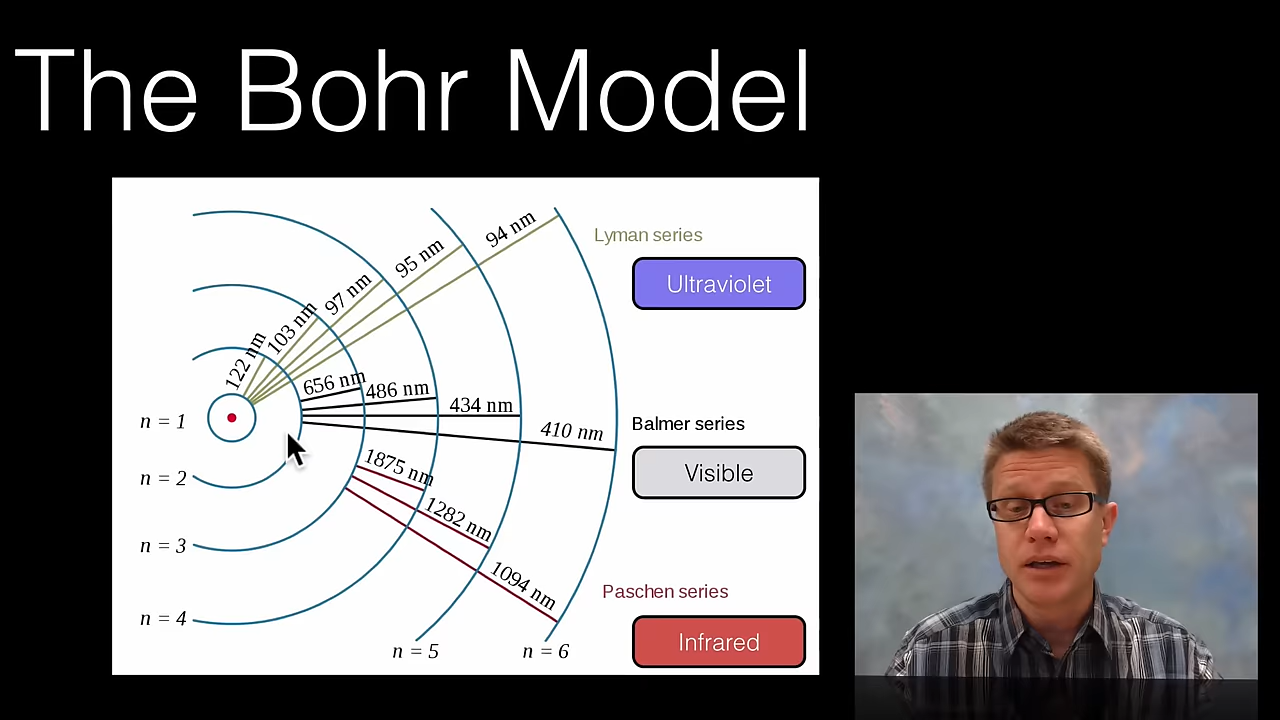 The Bohr Model
94 nm
95 nm
97 nm
103 nm
122 nm
Lyman series
Ultraviolet
656 nm
486 nm
434 nm
410 nm
Balmer series
Visible
n = 1
n = 2
n = 3
n = 4
n = 5
n = 6
1875 nm
1282 nm
1094 nm
Paschen series
Infrared